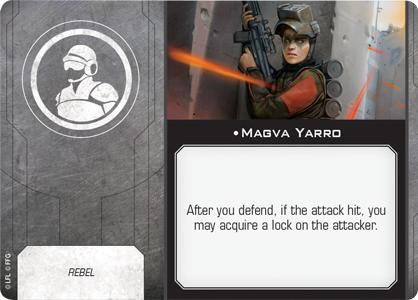 •Magva Yarro
After you defend, if the attack hit, you
may acquire a lock on the attacker.
REBEL
©LFL ©FFG